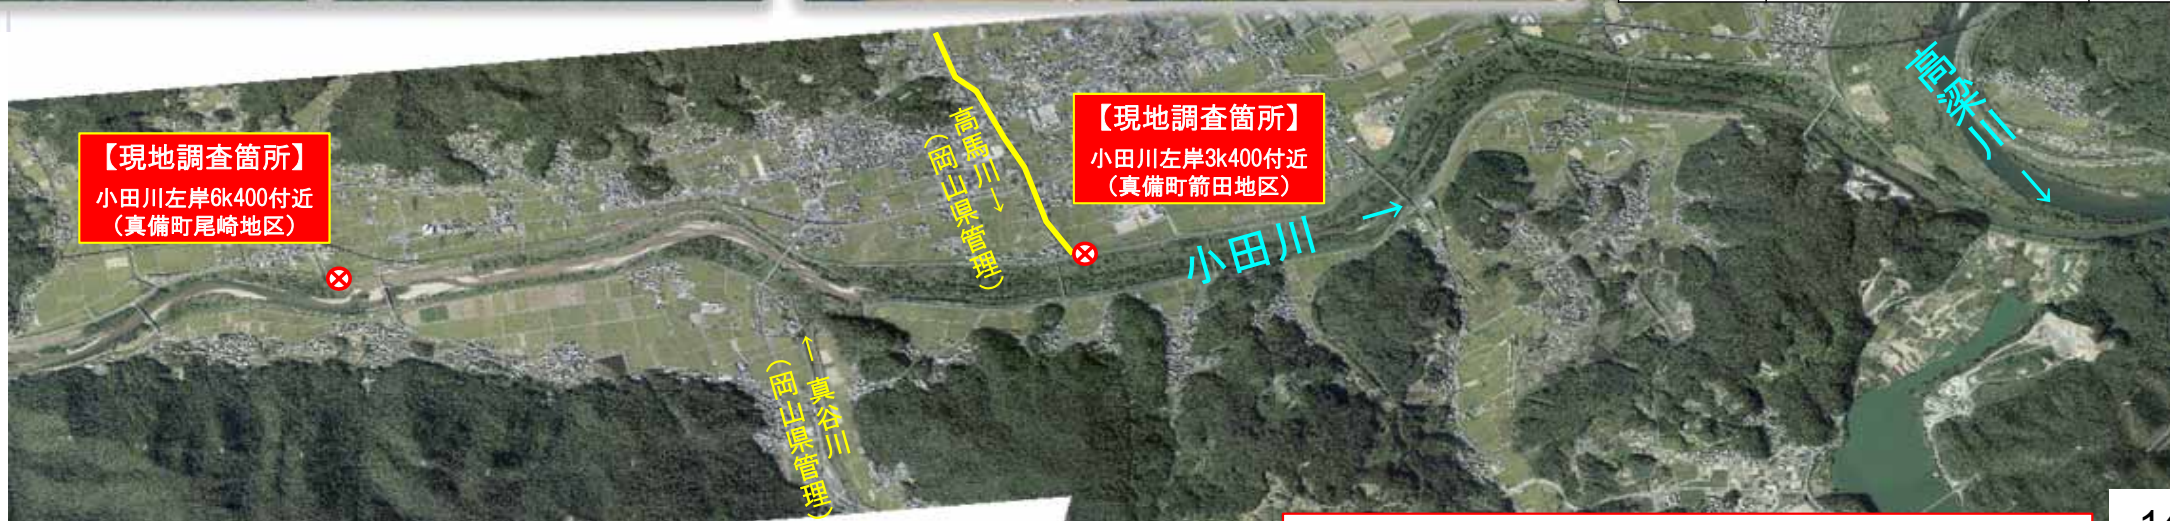 【現地調査箇所】
小田川左岸6k400付近
（真備町尾崎地区）
高馬川→
（岡山県管理）
【現地調査箇所】
小田川左岸3k400付近
（真備町箭田地区）
小田川 →
高梁川 →
←真谷川
（岡山県管理）